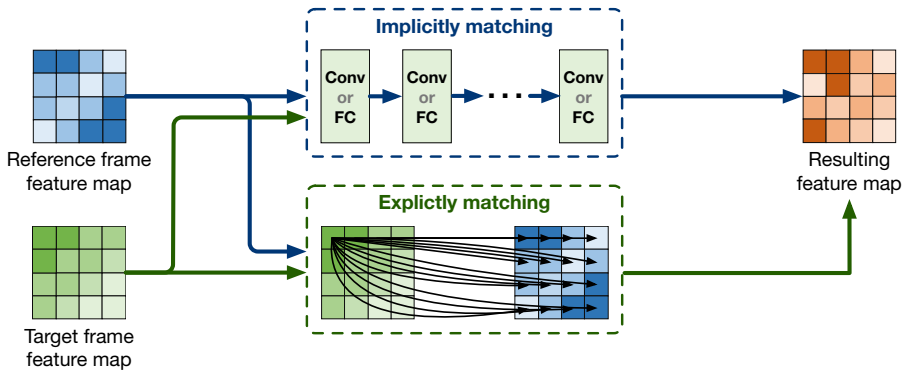 Implicitly matching
Conv
or
FC
Conv
or
FC
...
Conv
or
FC
Reference frame
feature map
Resulting
feature map
Explictly matching
Target frame
feature map